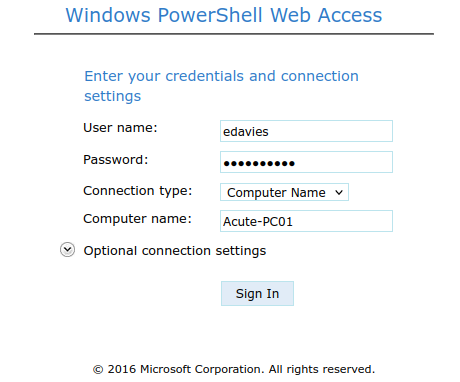 Windows PowerShell Web Access
Enter your credentials and connection
settings
User name:
edavies
Password:
●●●●●●●●●●
Connection type:
Computer Name
Computer name:
Acute-PC01
Optional connection settings
Sign In
© 2016 Microsoft Corporation. All rights reserved.